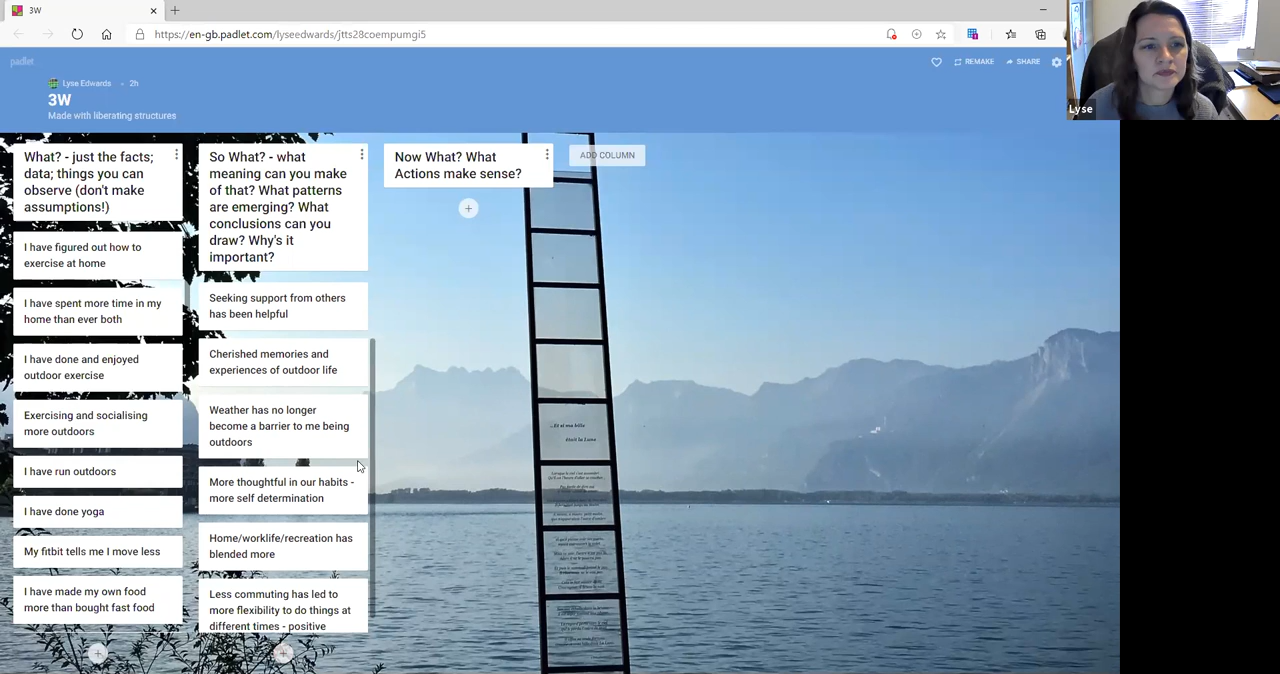 3W
https://en-gb.padlet.com/lyseedwards/jtts28coempumgi5
padlet
Lyse Edwards • 2h
3W
Made with liberating structures
REMAKE
SHARE
Lyse
What? - just the facts;
data; things you can
observe (don't make
assumptions!)
I have figured out how to
exercise at home
I have spent more time in my
home than ever both
I have done and enjoyed
outdoor exercise
Exercising and socialising
more outdoors
I have run outdoors
I have done yoga
My fitbit tells me I move less
I have made my own food
more than bought fast food
So What? - what
meaning can you make
of that? What patterns
are emerging? What
conclusions can you
draw? Why's it
important?
Seeking support from others
has been helpful
Cherished memories and
experiences of outdoor life
Weather has no longer
become a barrier to me being
outdoors
More thoughtful in our habits -
more self determination
Home/worklife/recreation has
blended more
Less commuting has led to
more flexibility to do things at
different times - positive
Now What? What
Actions make sense?
ADD COLUMN
...Et si ma bille
était la Lune